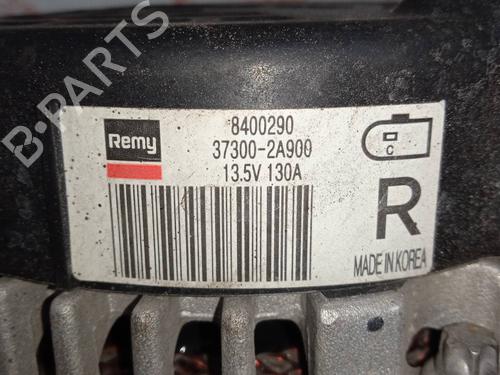 B-PARTS
Remy
8400290
37300-2A900
13.5V 130A
C
R
MADE IN KOREA